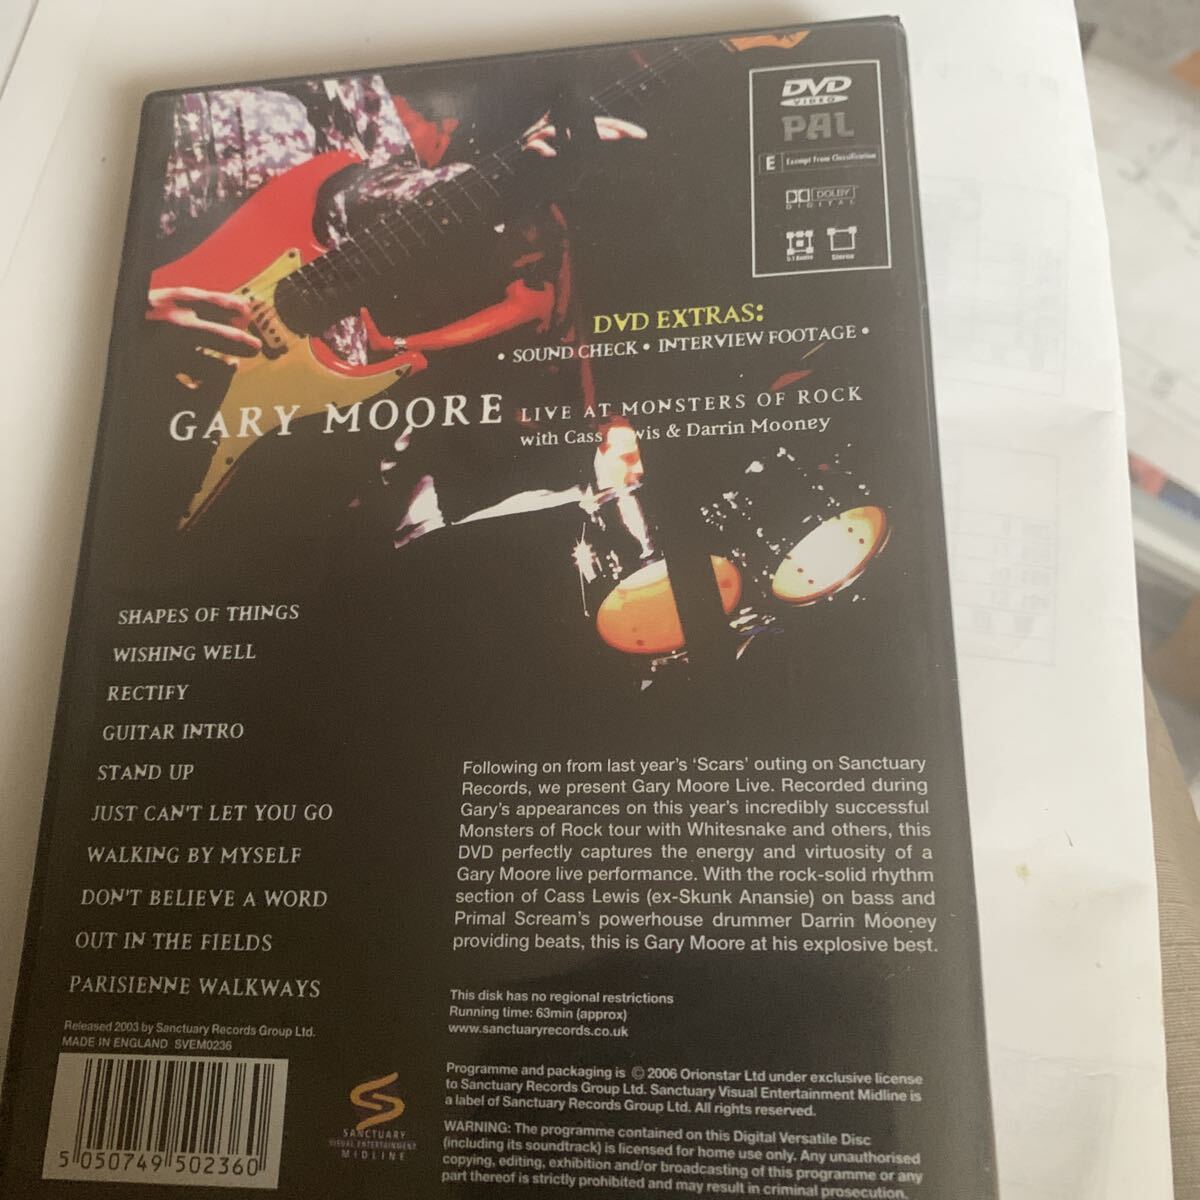 DVD
VIDEO
PAL
E Exempt From Classification
DOLBY
DIGITAL
5.1 Audio Stereo
DVD EXTRAS:
• SOUND CHECK • INTERVIEW FOOTAGE •
GARY MOORE LIVE AT MONSTERS OF ROCK
with Cass wis & Darrin Mooney
SHAPES OF THINGS
WISHING WELL
RECTIFY
GUITAR INTRO
STAND UP
JUST CAN'T LET YOU GO
WALKING BY MYSELF
DON'T BELIEVE A WORD
OUT IN THE FIELDS
PARISIENNE WALKWAYS
Following on from last year's 'Scars' outing on Sanctuary
Records, we present Gary Moore Live. Recorded during
Gary's appearances on this year's incredibly successful
Monsters of Rock tour with Whitesnake and others, this
DVD perfectly captures the energy and virtuosity of a
Gary Moore live performance. With the rock-solid rhythm
section of Cass Lewis (ex-Skunk Anansie) on bass and
Primal Scream's powerhouse drummer Darrin Mooney
providing beats, this is Gary Moore at his explosive best.
This disk has no regional restrictions
Running time: 63min (approx)
www.sanctuaryrecords.co.uk
Released 2003 by Sanctuary Records Group Ltd.
MADE IN ENGLAND SVEM0236
5 050749 502360
SANCTUARY
VISUAL ENTERTAINMENT
MIDLINE
Programme and packaging is © 2006 Orionstar Ltd under exclusive license
to Sanctuary Records Group Ltd. Sanctuary Visual Entertainment Midline is
a label of Sanctuary Records Group Ltd. All rights reserved.
WARNING: The programme contained on this Digital Versatile Disc
(including its soundtrack) is licensed for home use only. Any unauthorised
copying, editing, exhibition and/or broadcasting of this programme or any
part thereof is strictly prohibited and may result in criminal prosecution.